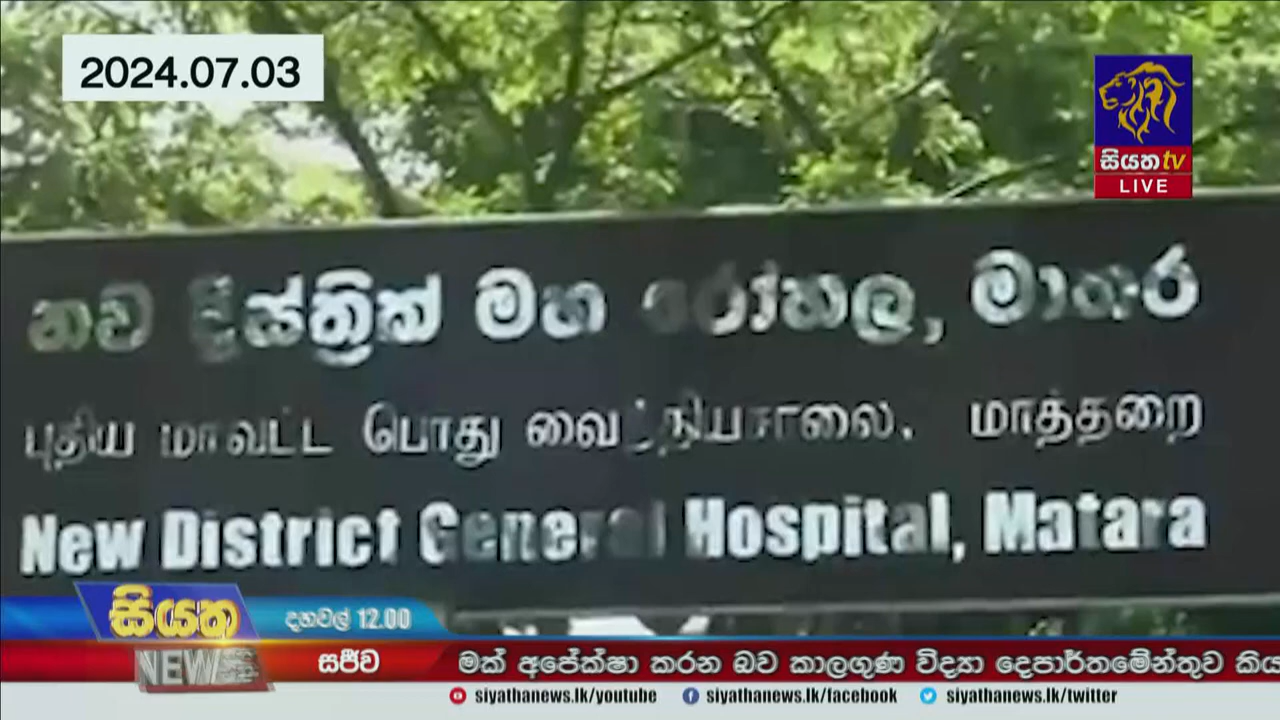 2024.07.03
සියත tv
LIVE
නව දිස්ත්‍රික් මහ රෝහල, මාතර
புதிய மாவட்ட பொது வைத்தியசாலை, மாத்தறை
New District General Hospital, Matara
සියත
දහවල් 12.00
NEWS
සජීව
මක් අපේක්ෂා කරන බව කාලගුණ විද්‍යා දෙපාර්තමේන්තුව කිය
siyathanews.lk/youtube
siyathanews.lk/facebook
siyathanews.lk/twitter